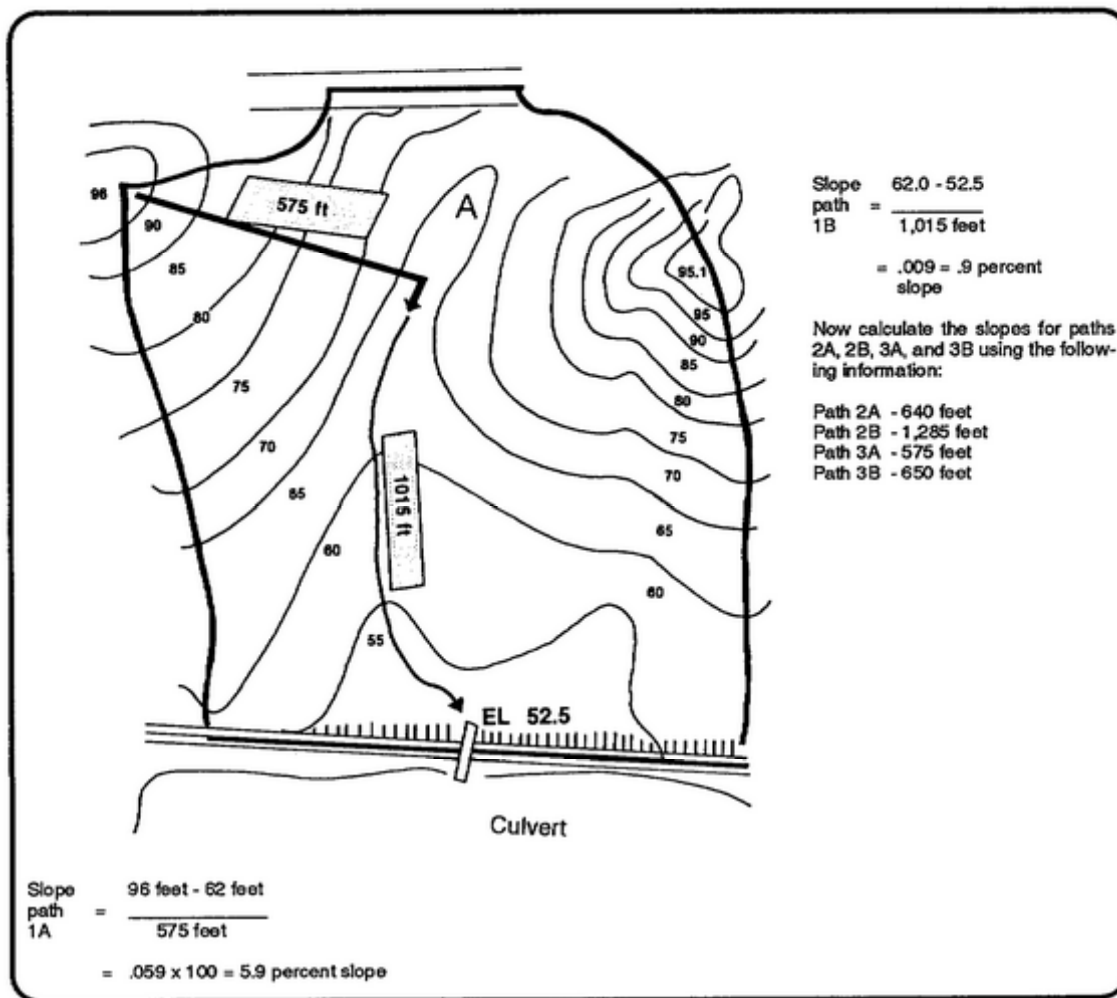 96
90
85
80
75
70
65
60
55
575 ft
A
1015 ft
95.1
95
90
85
80
75
70
65
60
EL 52.5
Culvert
Slope 62.0 - 52.5
path =
1B 1,015 feet
= .009 = .9 percent
slope
Now calculate the slopes for paths
2A, 2B, 3A, and 3B using the follow-
ing information:
Path 2A - 640 feet
Path 2B - 1,285 feet
Path 3A - 575 feet
Path 3B - 650 feet
Slope 96 feet - 62 feet
path =
1A 575 feet
= .059 x 100 = 5.9 percent slope